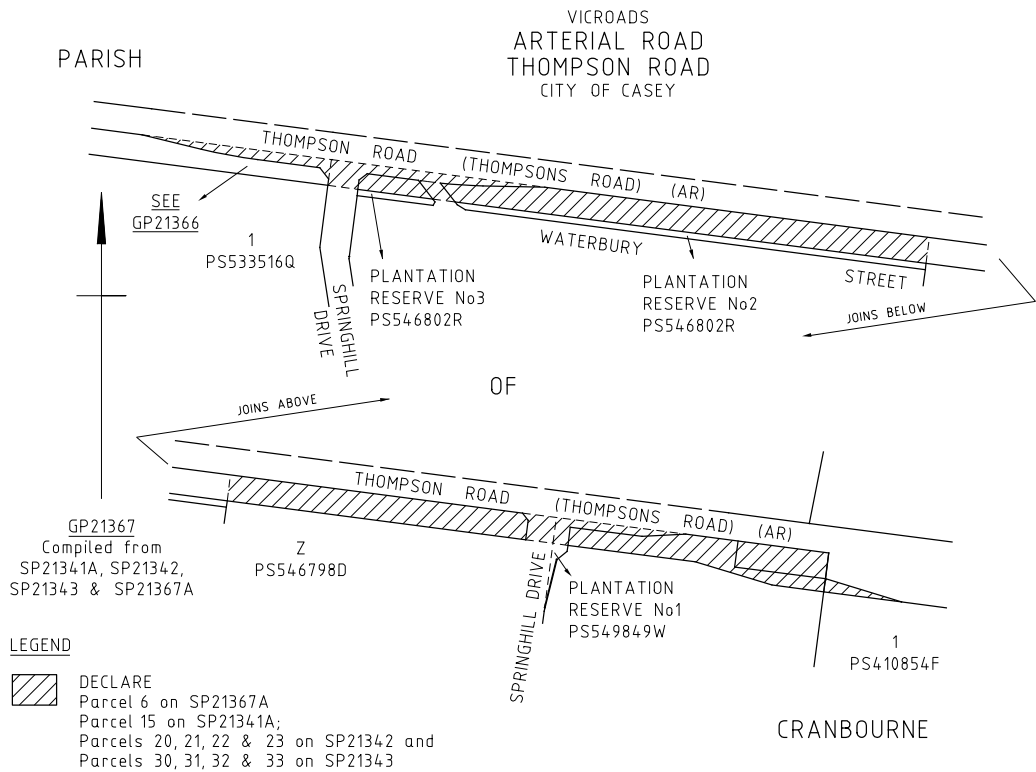 VICROADS
ARTERIAL ROAD
THOMPSON ROAD
CITY OF CASEY
PARISH
THOMPSON ROAD (THOMPSONS ROAD) (AR)
SEE
GP21366
1
PS533516Q
SPRINGHILL
DRIVE
PLANTATION
RESERVE No3
PS546802R
WATERBURY
STREET
PLANTATION
RESERVE No2
PS546802R
JOINS BELOW
OF
JOINS ABOVE
THOMPSON ROAD (THOMPSONS ROAD) (AR)
GP21367
Compiled from
SP21341A, SP21342,
SP21343 & SP21367A
Z
PS546798D
SPRINGHILL DRIVE
PLANTATION
RESERVE No1
PS549849W
1
PS410854F
LEGEND
DECLARE
Parcel 6 on SP21367A
Parcel 15 on SP21341A;
Parcels 20, 21, 22 & 23 on SP21342 and
Parcels 30, 31, 32 & 33 on SP21343
CRANBOURNE